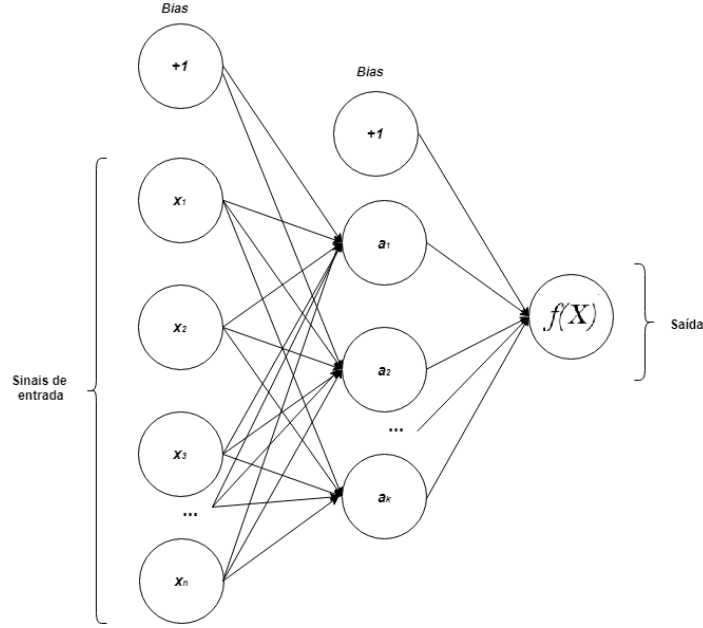 Bias
+1
Bias
+1
x₁
a₁
x₂
f(X)
Saída
a₂
Sinais de
entrada
...
x₃
aₖ
...
xₙ